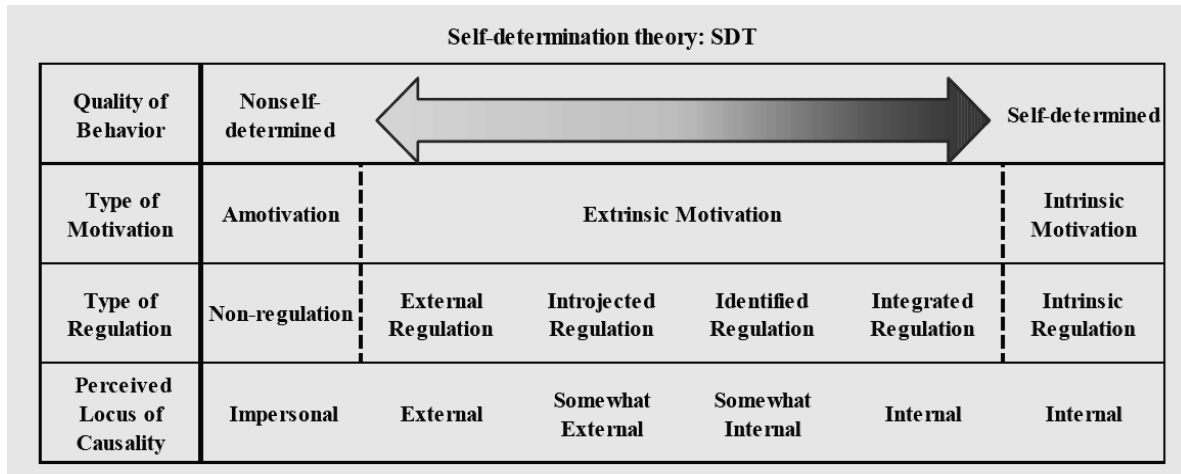 Self-determination theory: SDT
Quality of
Behavior
Nonself-
determined
Self-determined
Type of
Motivation
Amotivation
Extrinsic Motivation
Intrinsic
Motivation
Type of
Regulation
Non-regulation
External
Regulation
Introjected
Regulation
Identified
Regulation
Integrated
Regulation
Intrinsic
Regulation
Perceived
Locus of
Causality
Impersonal
External
Somewhat
External
Somewhat
Internal
Internal
Internal